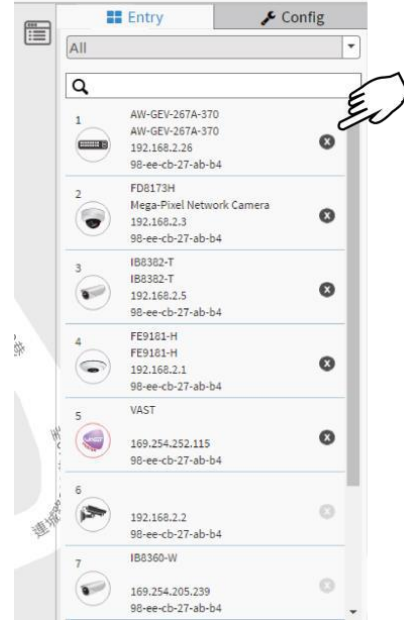 Entry
Config
All
1
AW-GEV-267A-370
AW-GEV-267A-370
192.168.2.26
98-ee-cb-27-ab-b4
X
2
FD8173H
Mega-Pixel Network Camera
192.168.2.3
98-ee-cb-27-ab-b4
X
3
IB8382-T
IB8382-T
192.168.2.5
98-ee-cb-27-ab-b4
X
4
FE9181-H
FE9181-H
192.168.2.1
98-ee-cb-27-ab-b4
X
5
VAST
169.254.252.115
98-ee-cb-27-ab-b4
X
6
192.168.2.2
98-ee-cb-27-ab-b4
X
7
IB8360-W
169.254.205.239
98-ee-cb-27-ab-b4
X
連城